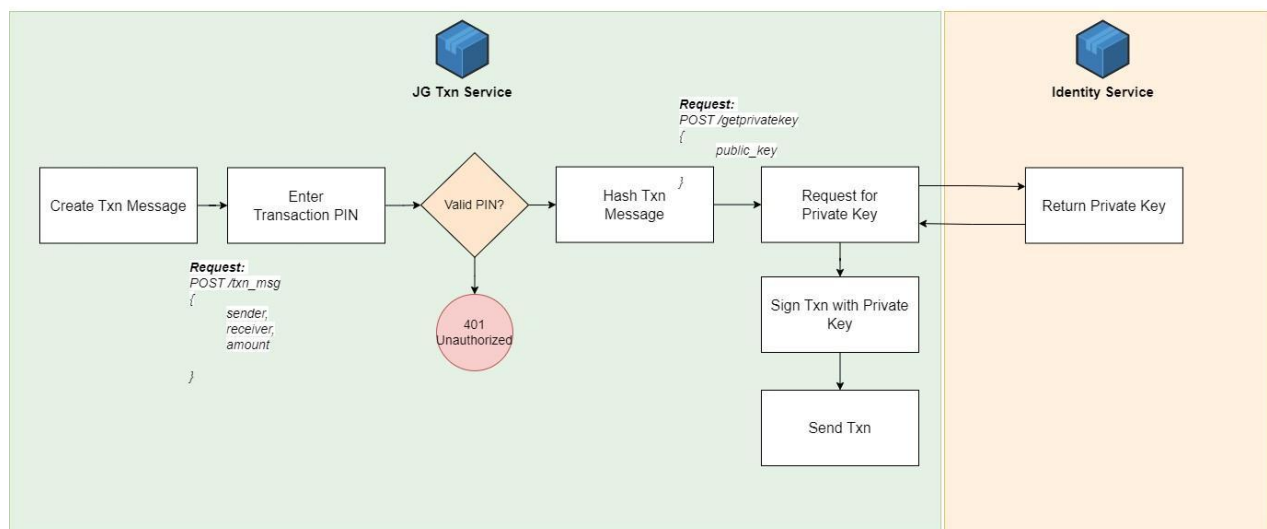 JG Txn Service
Identity Service
Request:
POST /getprivatekey
{
public_key
}
Create Txn Message
Enter
Transaction PIN
Valid PIN?
Hash Txn
Message
Request for
Private Key
Return Private Key
Request:
POST /txn_msg
{
sender,
receiver,
amount
}
401
Unauthorized
Sign Txn with Private
Key
Send Txn